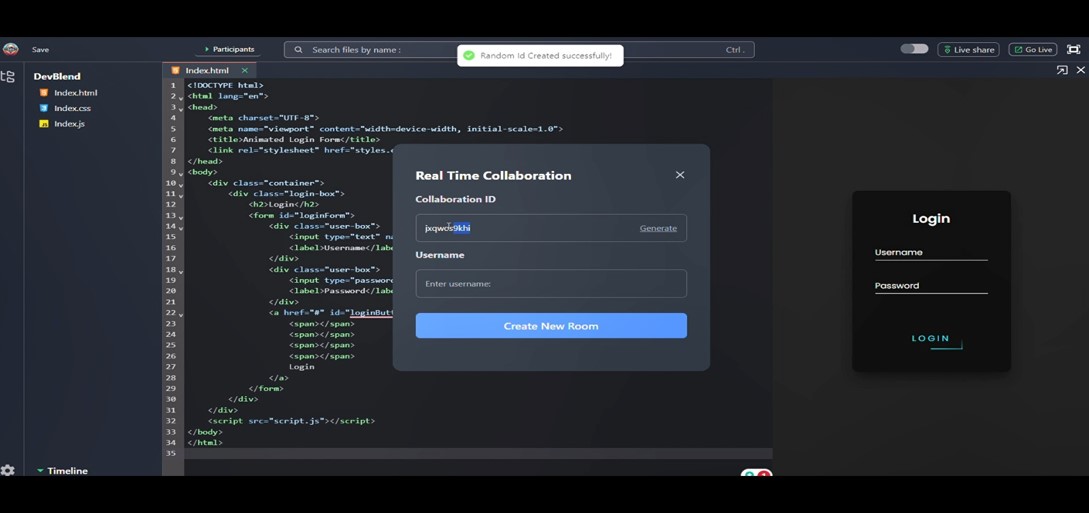 Save
Participants
Search files by name :
Ctrl .
Random Id Created successfully!
Live share
Go Live
DevBlend
Index.html
Index.css
Index.js
Index.html
1 <!DOCTYPE html>
2 <html lang="en">
3 <head>
4 <meta charset="UTF-8">
5 <meta name="viewport" content="width=device-width, initial-scale=1.0">
6 <title>Animated Login Form</title>
7 <link rel="stylesheet" href="styles.
8 </head>
9 <body>
10 <div class="container">
11 <div class="login-box">
12 <h2>Login</h2>
13 <form id="loginForm">
14 <div class="user-box">
15 <input type="text" na
16 <label>Username</lab
17 </div>
18 <div class="user-box">
19 <input type="password
20 <label>Password</lab
21 </div>
22 <a href="#" id="loginButt
23 <span></span>
24 <span></span>
25 <span></span>
26 <span></span>
27 Login
28 </a>
29 </form>
30 </div>
31 </div>
32 <script src="script.js"></script>
33 </body>
34 </html>
35
Real Time Collaboration
Collaboration ID
Generate
Username
Enter username:
Create New Room
Login
Username
Password
LOGIN
Timeline